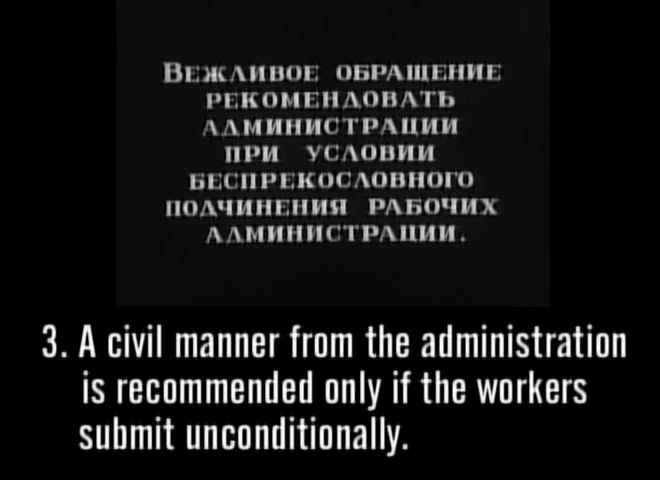 Вежливое обращение
рекомендовать
администрации
при условии
беспрекословного
подчинения рабочих
администрации.
3. A civil manner from the administration
is recommended only if the workers
submit unconditionally.